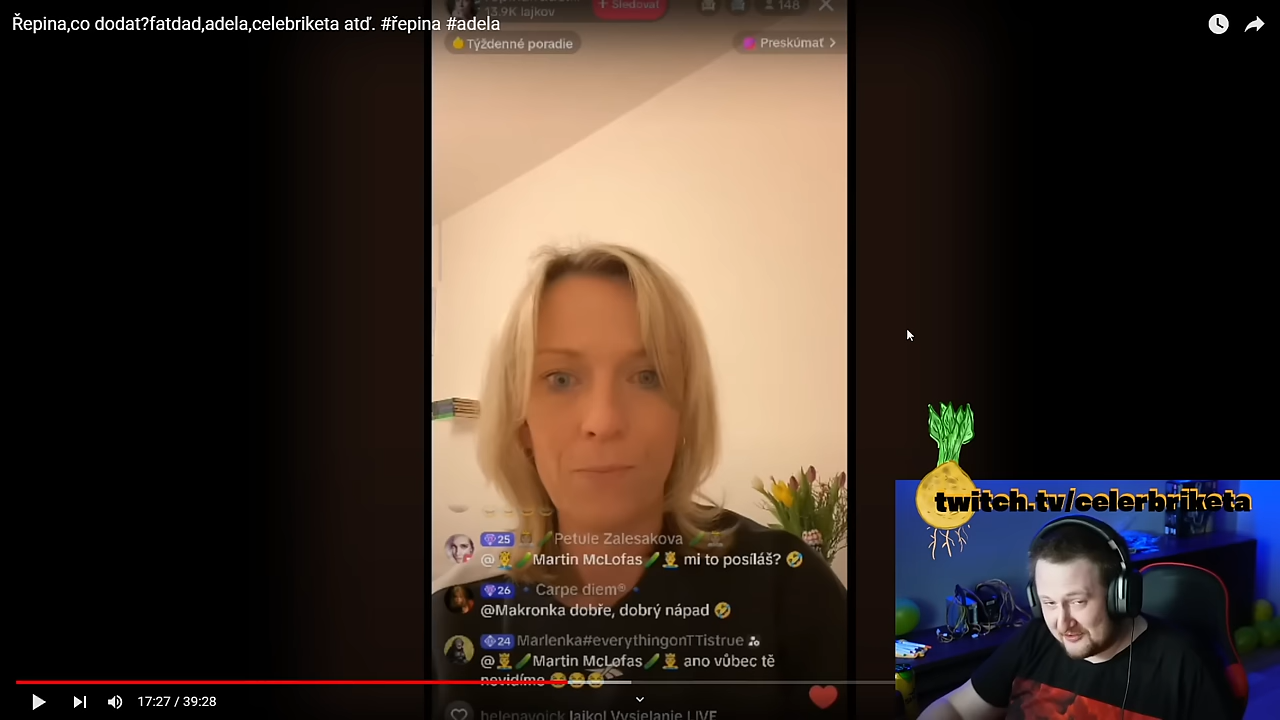 Řepina,co dodat?fatdad,adela,celebriketa atď. #řepina #adela
13.9K lajkov
+ Sledovať
148
Týždenné poradie
Preskúmať >
twitch.tv/celerbriketa
25 Petule Zalesakova
@Martin McLofas mi to posíláš? 🤣
26 Carpe diem®
@Makronka dobře, dobrý nápad 🤣
24 Marlenka#everythingonTTistrue
@Martin McLofas ano vůbec tě
nevidíme 😂😂😂
helenavojck lajkol Vysielanie LIVE
17:27 / 39:28